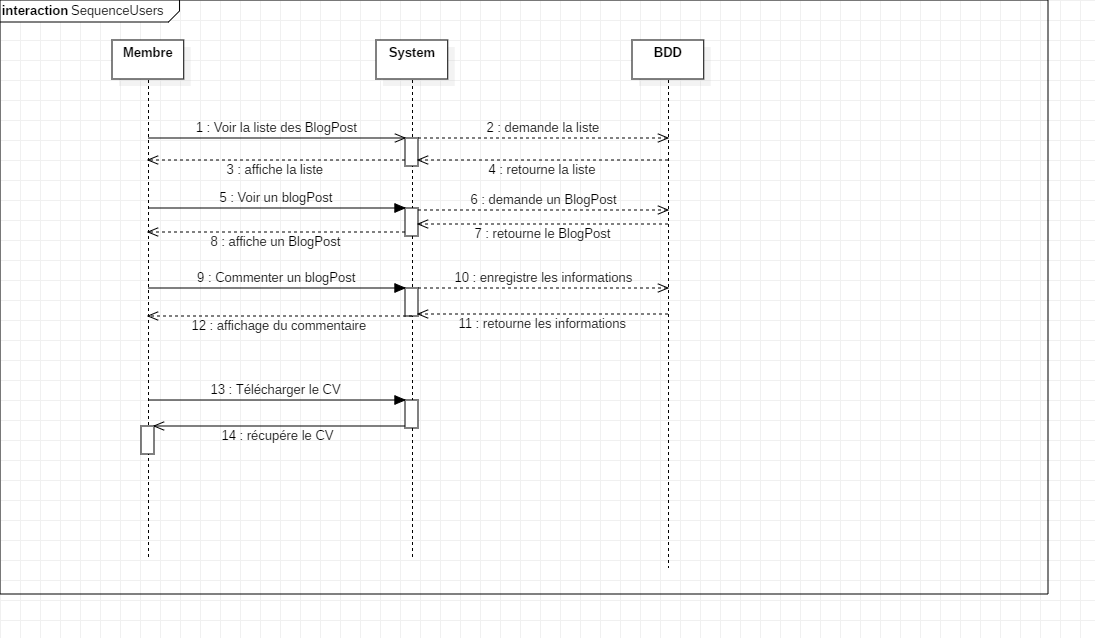 interaction SequenceUsers
Membre
System
BDD
1 : Voir la liste des BlogPost
2 : demande la liste
3 : affiche la liste
4 : retourne la liste
5 : Voir un blogPost
6 : demande un BlogPost
7 : retourne le BlogPost
8 : affiche un BlogPost
9 : Commenter un blogPost
10 : enregistre les informations
11 : retourne les informations
12 : affichage du commentaire
13 : Télécharger le CV
14 : récupére le CV